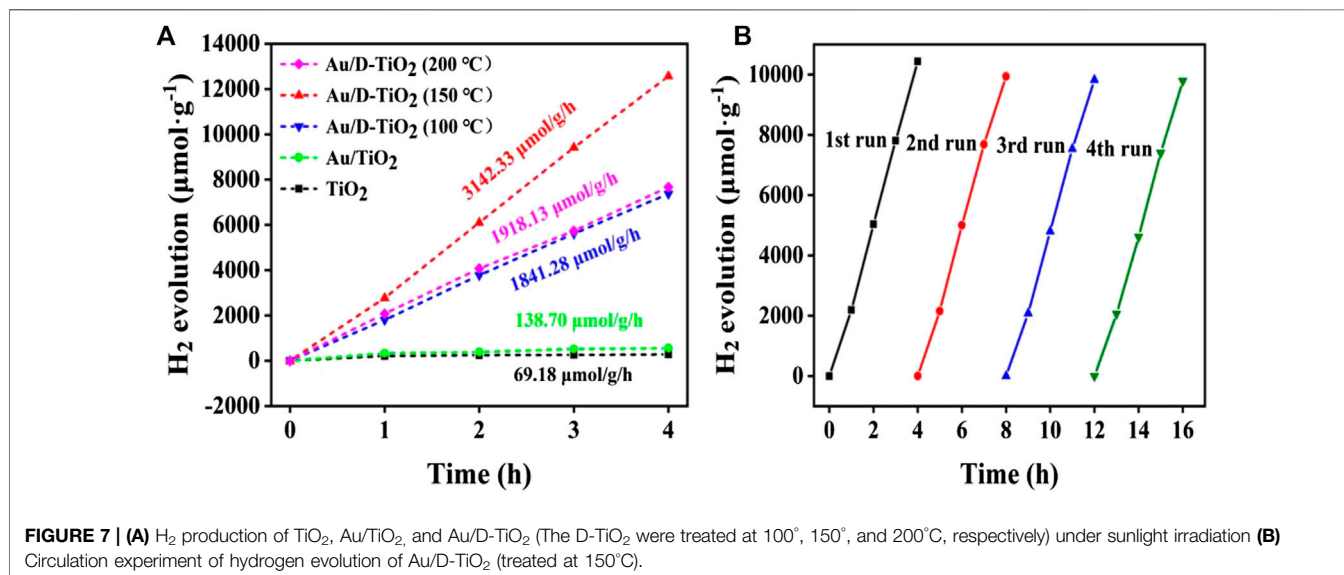 A
14000
12000
10000
8000
6000
4000
2000
0
-2000
H2 evolution (μmol·g-1)
Au/D-TiO2 (200 ℃）
Au/D-TiO2 (150 ℃）
Au/D-TiO2 (100 ℃）
Au/TiO2
TiO2
3142.33 μmol/g/h
1918.13 μmol/g/h
1841.28 μmol/g/h
138.70 μmol/g/h
69.18 μmol/g/h
0 1 2 3 4
Time (h)
B
10000
8000
6000
4000
2000
0
H2 evolution (μmol·g-1)
1st run 2nd run 3rd run 4th run
0 2 4 6 8 10 12 14 16
Time (h)
FIGURE 7 | (A) H2 production of TiO2, Au/TiO2, and Au/D-TiO2 (The D-TiO2 were treated at 100°, 150°, and 200°C, respectively) under sunlight irradiation (B)
Circulation experiment of hydrogen evolution of Au/D-TiO2 (treated at 150°C).